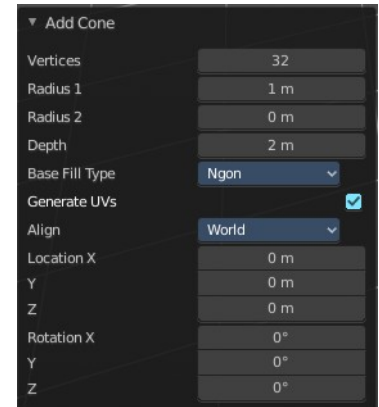 Add Cone
Vertices 32
Radius 1 1 m
Radius 2 0 m
Depth 2 m
Base Fill Type Ngon
Generate UVs
Align World
Location X 0 m
Y 0 m
Z 0 m
Rotation X 0°
Y 0°
Z 0°